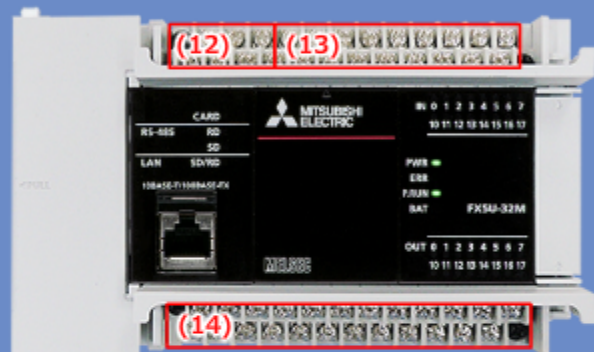 (12) (13)
CARD
RS-485 RD
SD
LAN SD/RD
10BASE-T/100BASE-TX
MITSUBISHI
ELECTRIC
MELSEC
IN 0 1 2 3 4 5 6 7
10 11 12 13 14 15 16 17
PWR
ERR
P.RUN
BAT
FX5U-32M
OUT 0 1 2 3 4 5 6 7
10 11 12 13 14 15 16 17
(14)